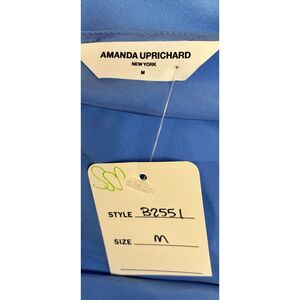 AMANDA UPRICHARD
NEW YORK
M
STYLE B2551
SIZE M